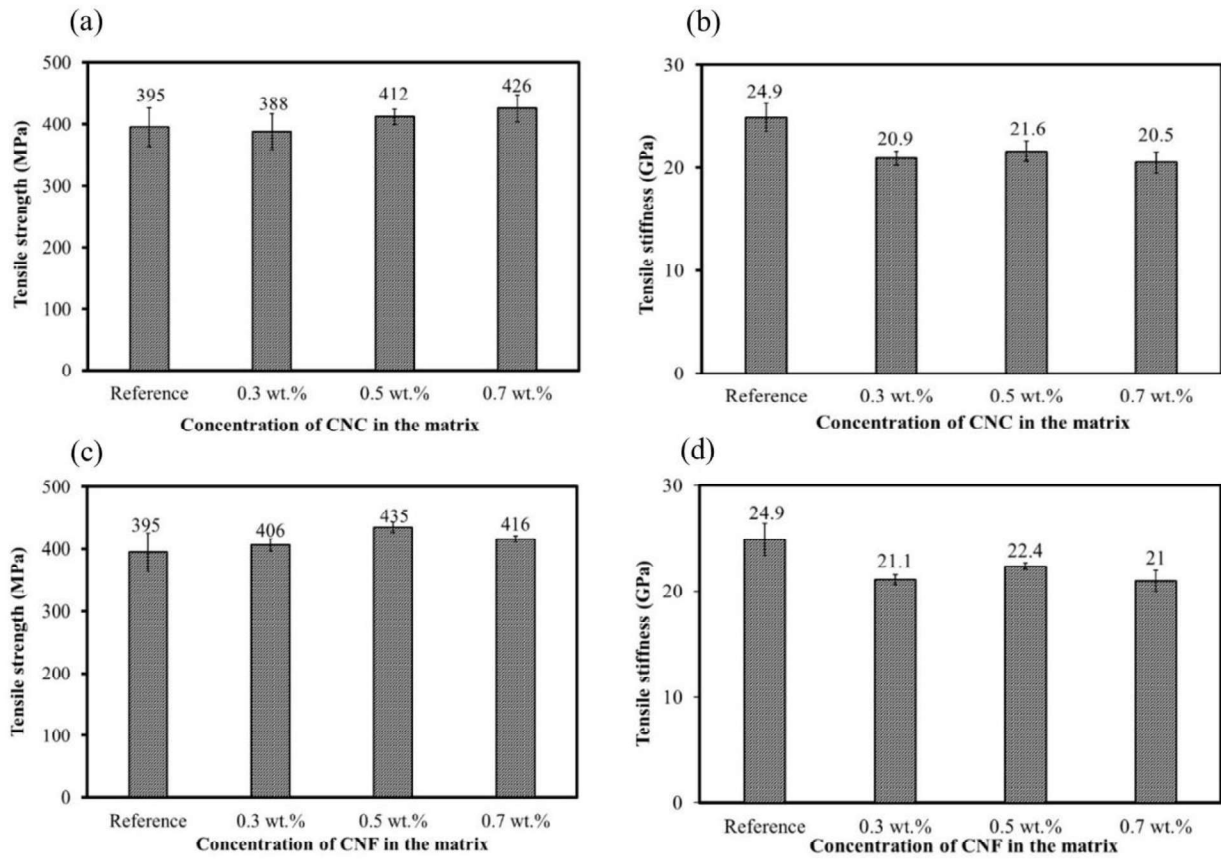 (a)
500
400
300
200
100
0
Tensile strength (MPa)
395
388
412
426
Reference 0.3 wt.% 0.5 wt.% 0.7 wt.%
Concentration of CNC in the matrix
(b)
30
20
10
0
Tensile stiffness (GPa)
24.9
20.9
21.6
20.5
Reference 0.3 wt.% 0.5 wt.% 0.7 wt.%
Concentration of CNC in the matrix
(c)
500
400
300
200
100
0
Tensile strength (MPa)
395
406
435
416
Reference 0.3 wt.% 0.5 wt.% 0.7 wt.%
Concentration of CNF in the matrix
(d)
30
20
10
0
Tensile stiffness (GPa)
24.9
21.1
22.4
21
Reference 0.3 wt.% 0.5 wt.% 0.7 wt.%
Concentration of CNF in the matrix